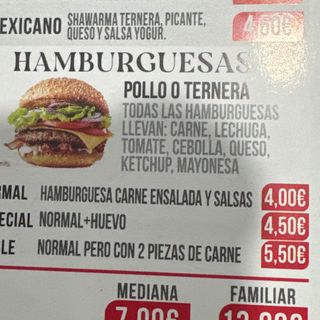 SHAWARMA TERNERA, PICANTE,
EXICANO QUESO Y SALSA YOGUR. 4,50€
HAMBURGUESAS
POLLO O TERNERA
TODAS LAS HAMBURGUESAS
LLEVAN: CARNE, LECHUGA,
TOMATE, CEBOLLA, QUESO,
KETCHUP, MAYONESA
RMAL HAMBURGUESA CARNE ENSALADA Y SALSAS 4,00€
ECIAL NORMAL+HUEVO 4,50€
LE NORMAL PERO CON 2 PIEZAS DE CARNE 5,50€
MEDIANA FAMILIAR